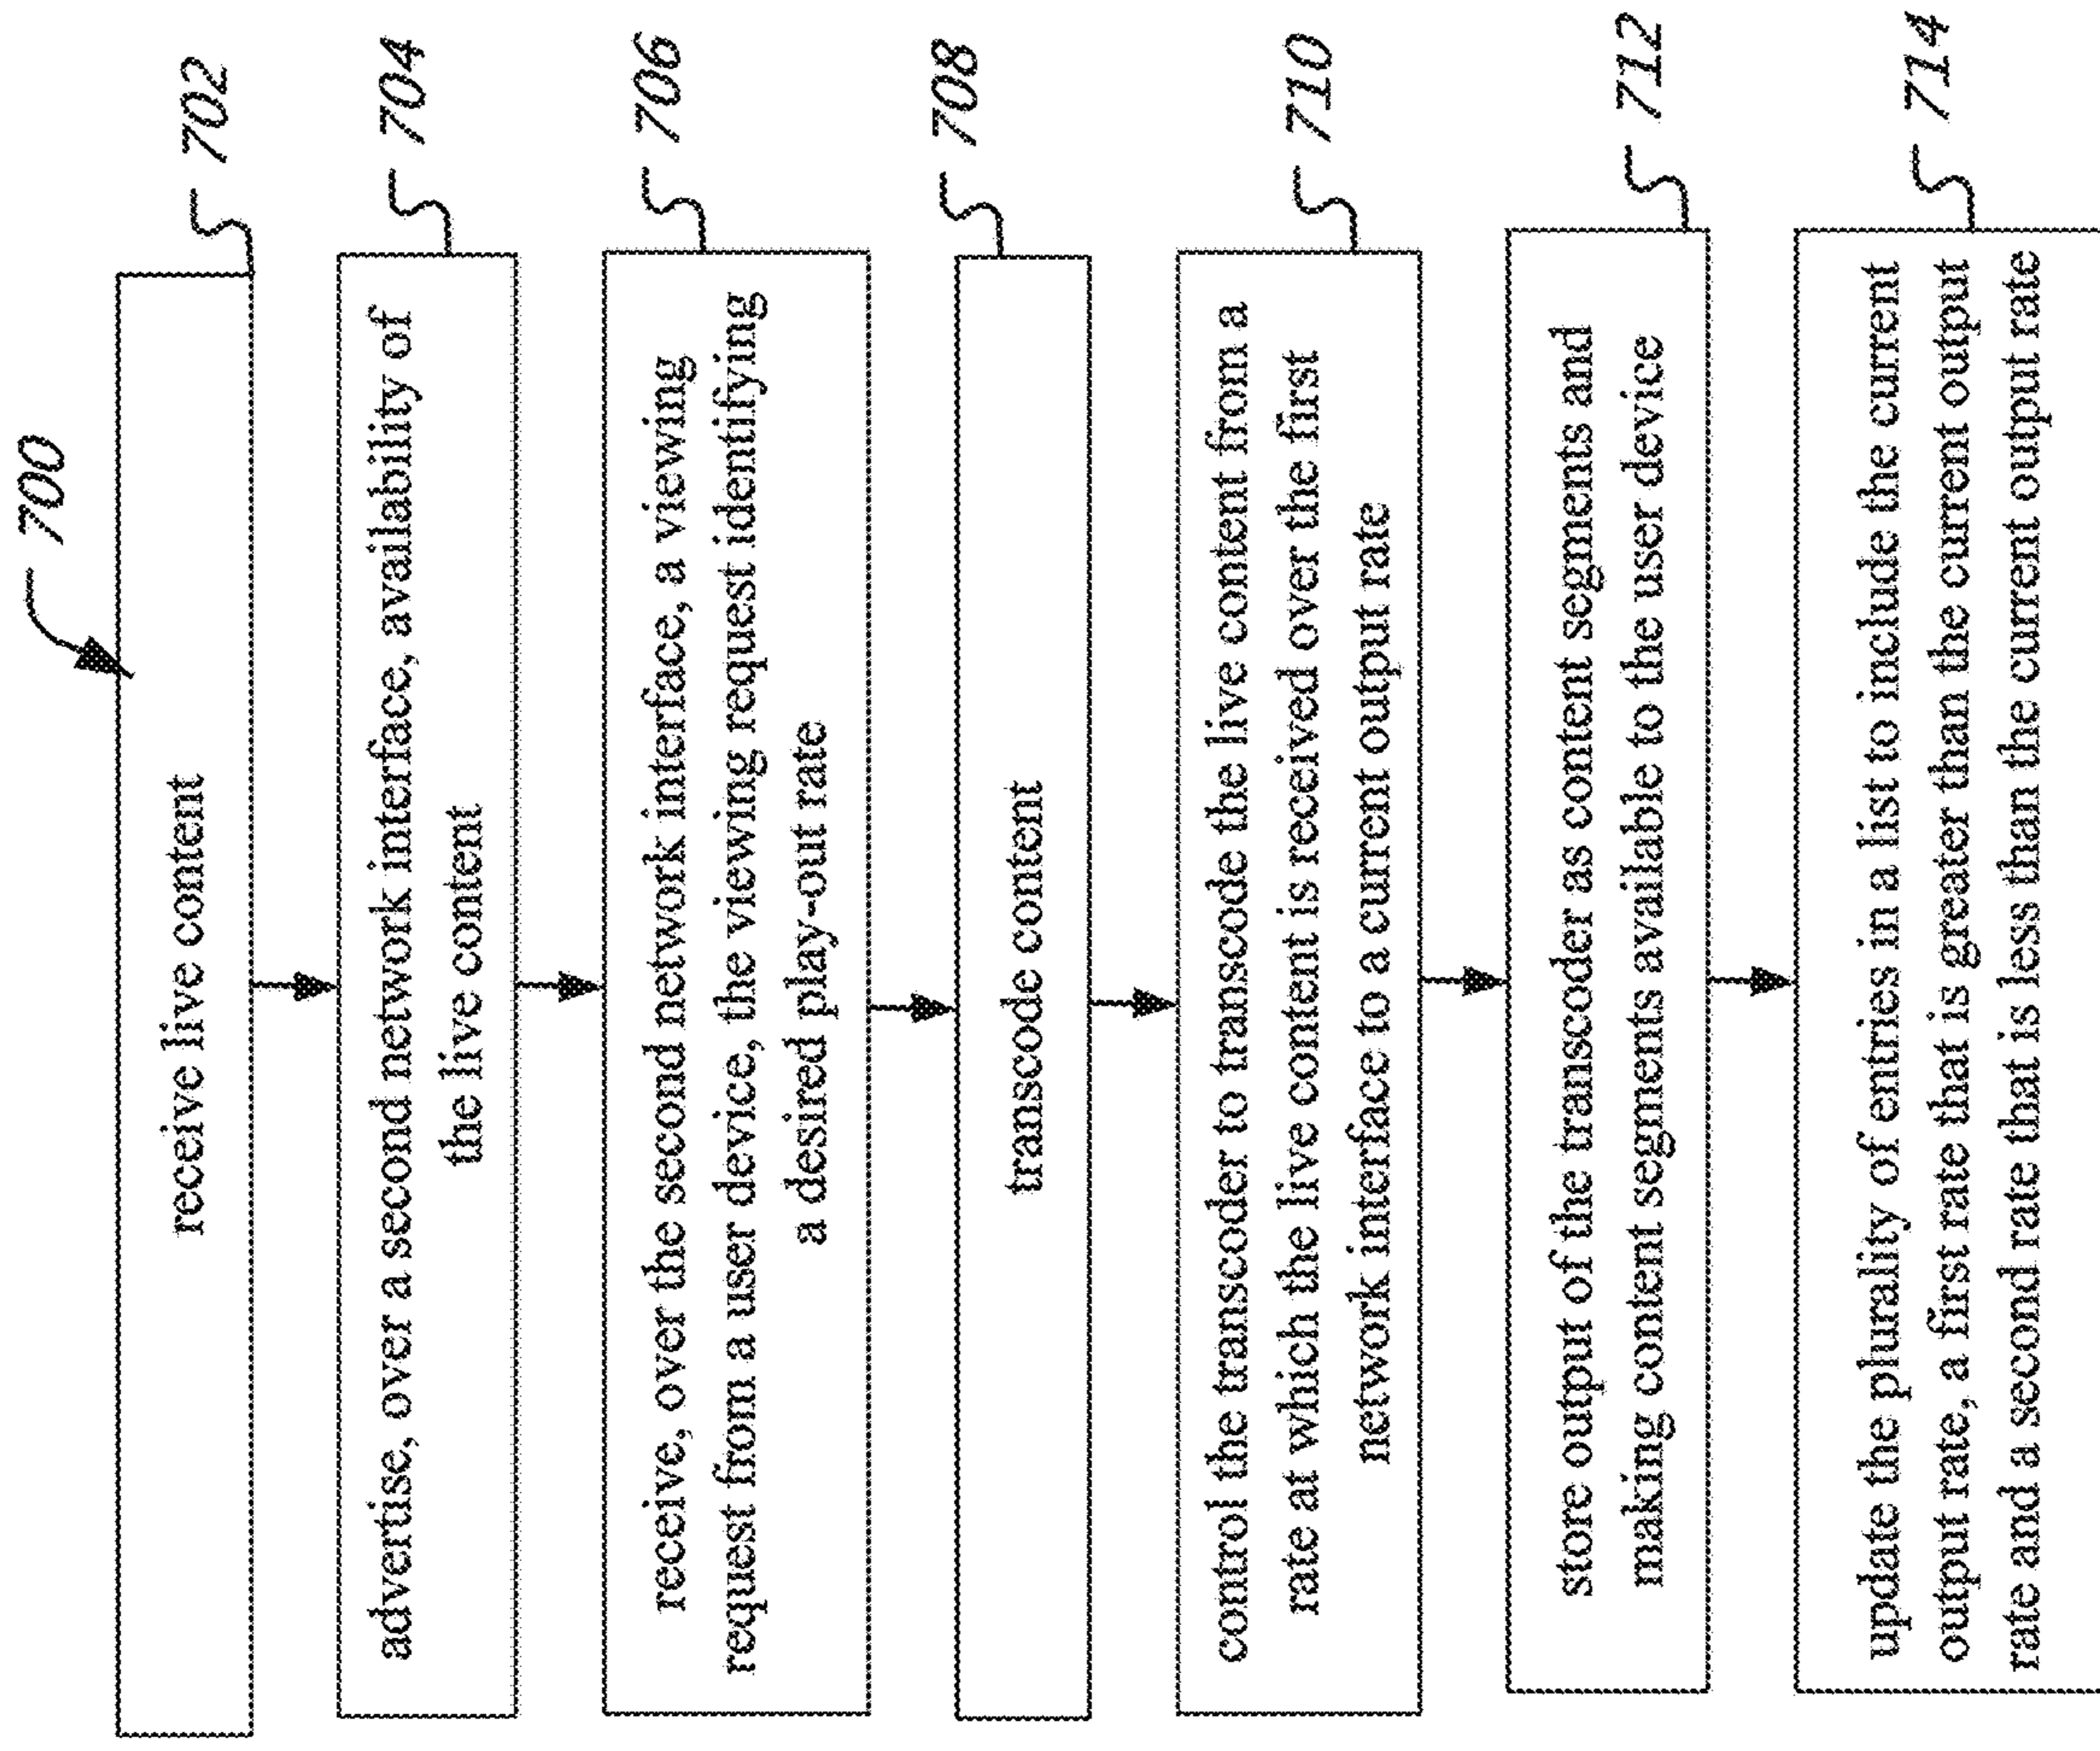 700
receive live content
702
advertise, over a second network interface, availability of
the live content
704
receive, over the second network interface, a viewing
request from a user device, the viewing request identifying
a desired play-out rate
706
transcode content
708
control the transcoder to transcode the live content from a
rate at which the live content is received over the first
network interface to a current output rate
710
store output of the transcoder as content segments and
making content segments available to the user device
712
update the plurality of entries in a list to include the current
output rate, a first rate that is greater than the current output
rate and a second rate that is less than the current output rate
714